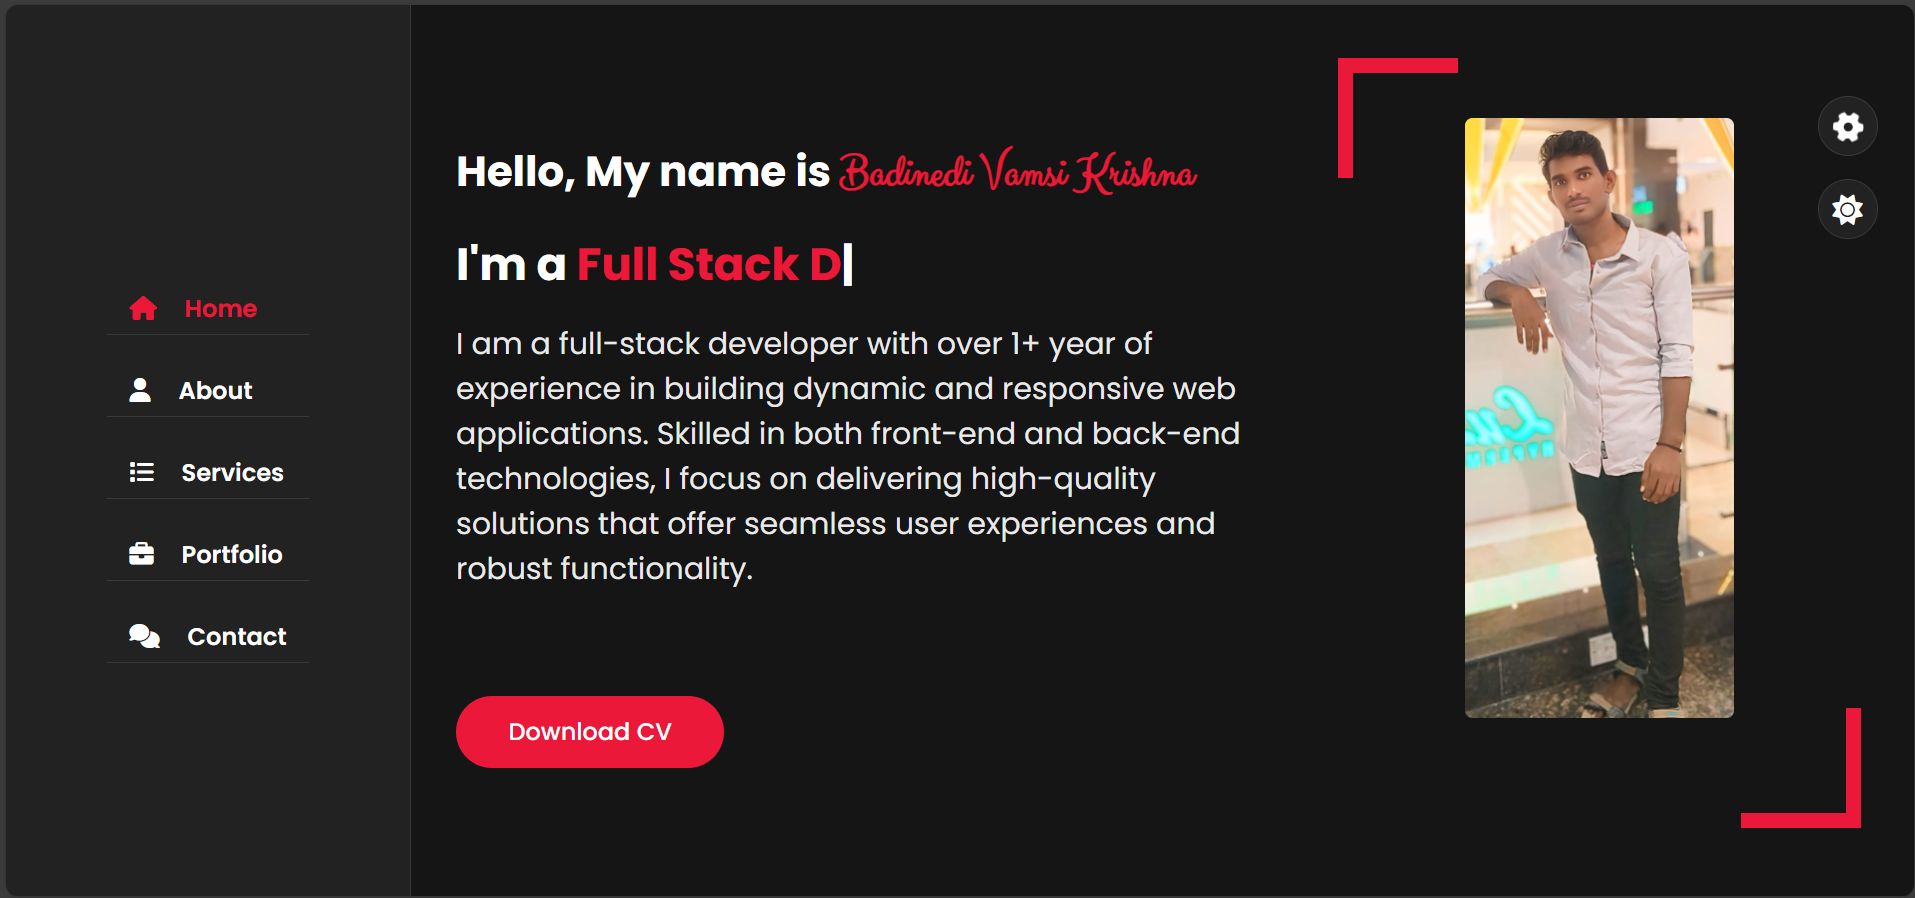 Home
About
Services
Portfolio
Contact
Hello, My name is Badinedi Vamsi Krishna
I'm a Full Stack D
I am a full-stack developer with over 1+ year of
experience in building dynamic and responsive web
applications. Skilled in both front-end and back-end
technologies, I focus on delivering high-quality
solutions that offer seamless user experiences and
robust functionality.
Download CV